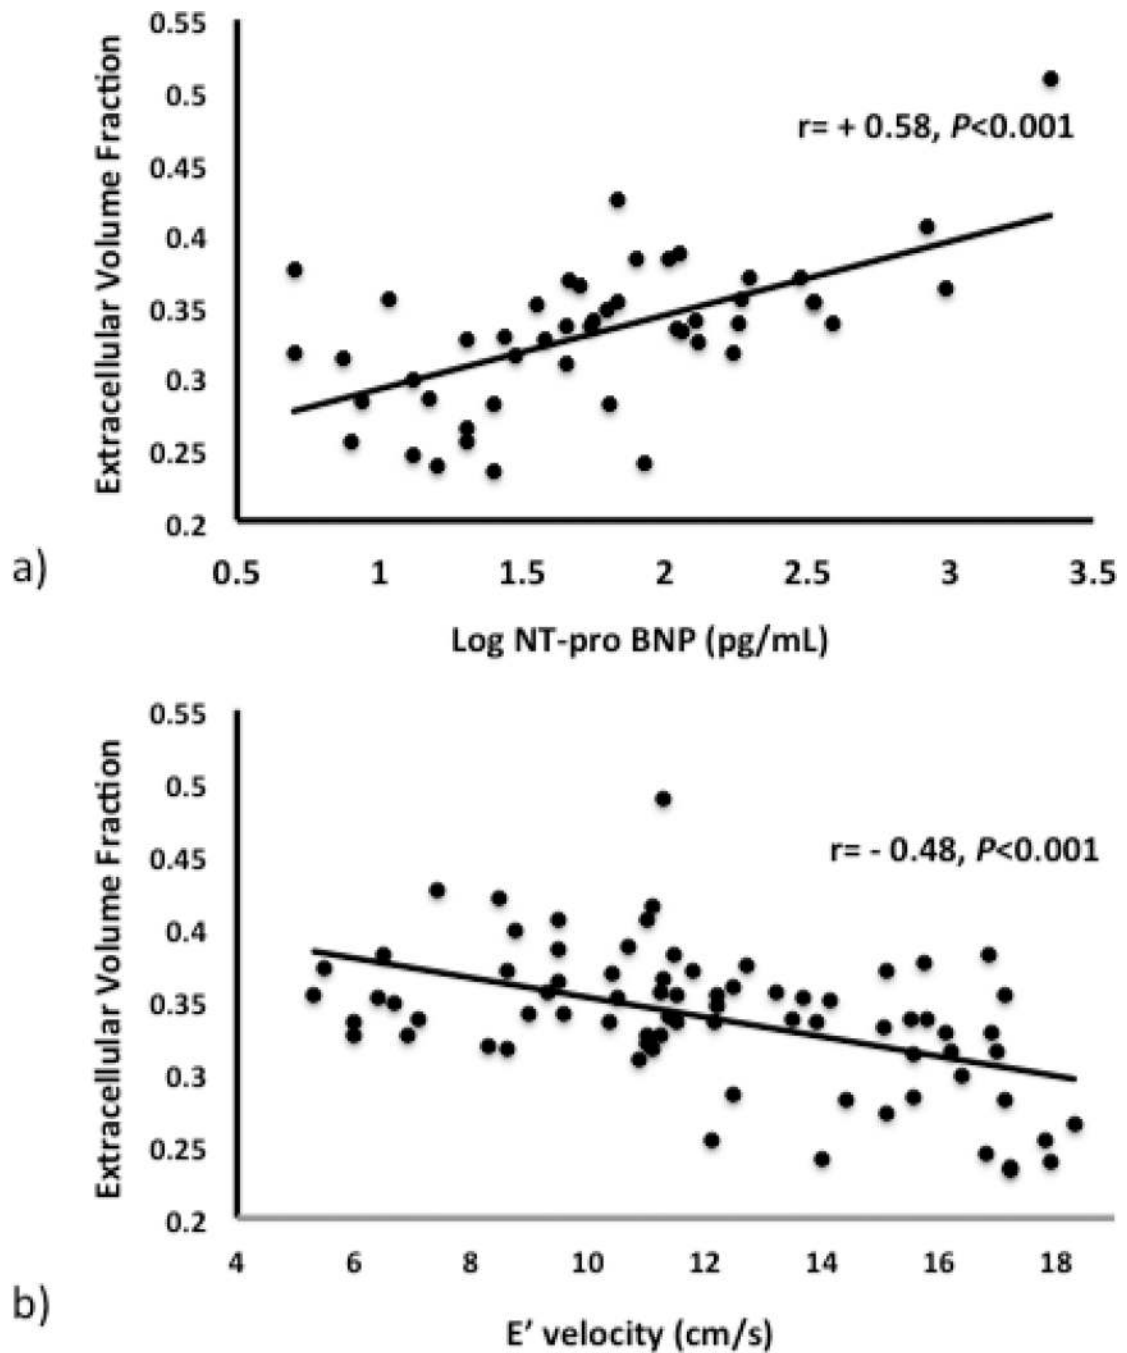 0.55
0.5
0.45
0.4
0.35
0.3
0.25
0.2
Extracellular Volume Fraction
r= + 0.58, P<0.001
a)
0.5 1 1.5 2 2.5 3 3.5
Log NT-pro BNP (pg/mL)
0.55
0.5
0.45
0.4
0.35
0.3
0.25
0.2
Extracellular Volume Fraction
r= - 0.48, P<0.001
4 6 8 10 12 14 16 18
b)
E’ velocity (cm/s)